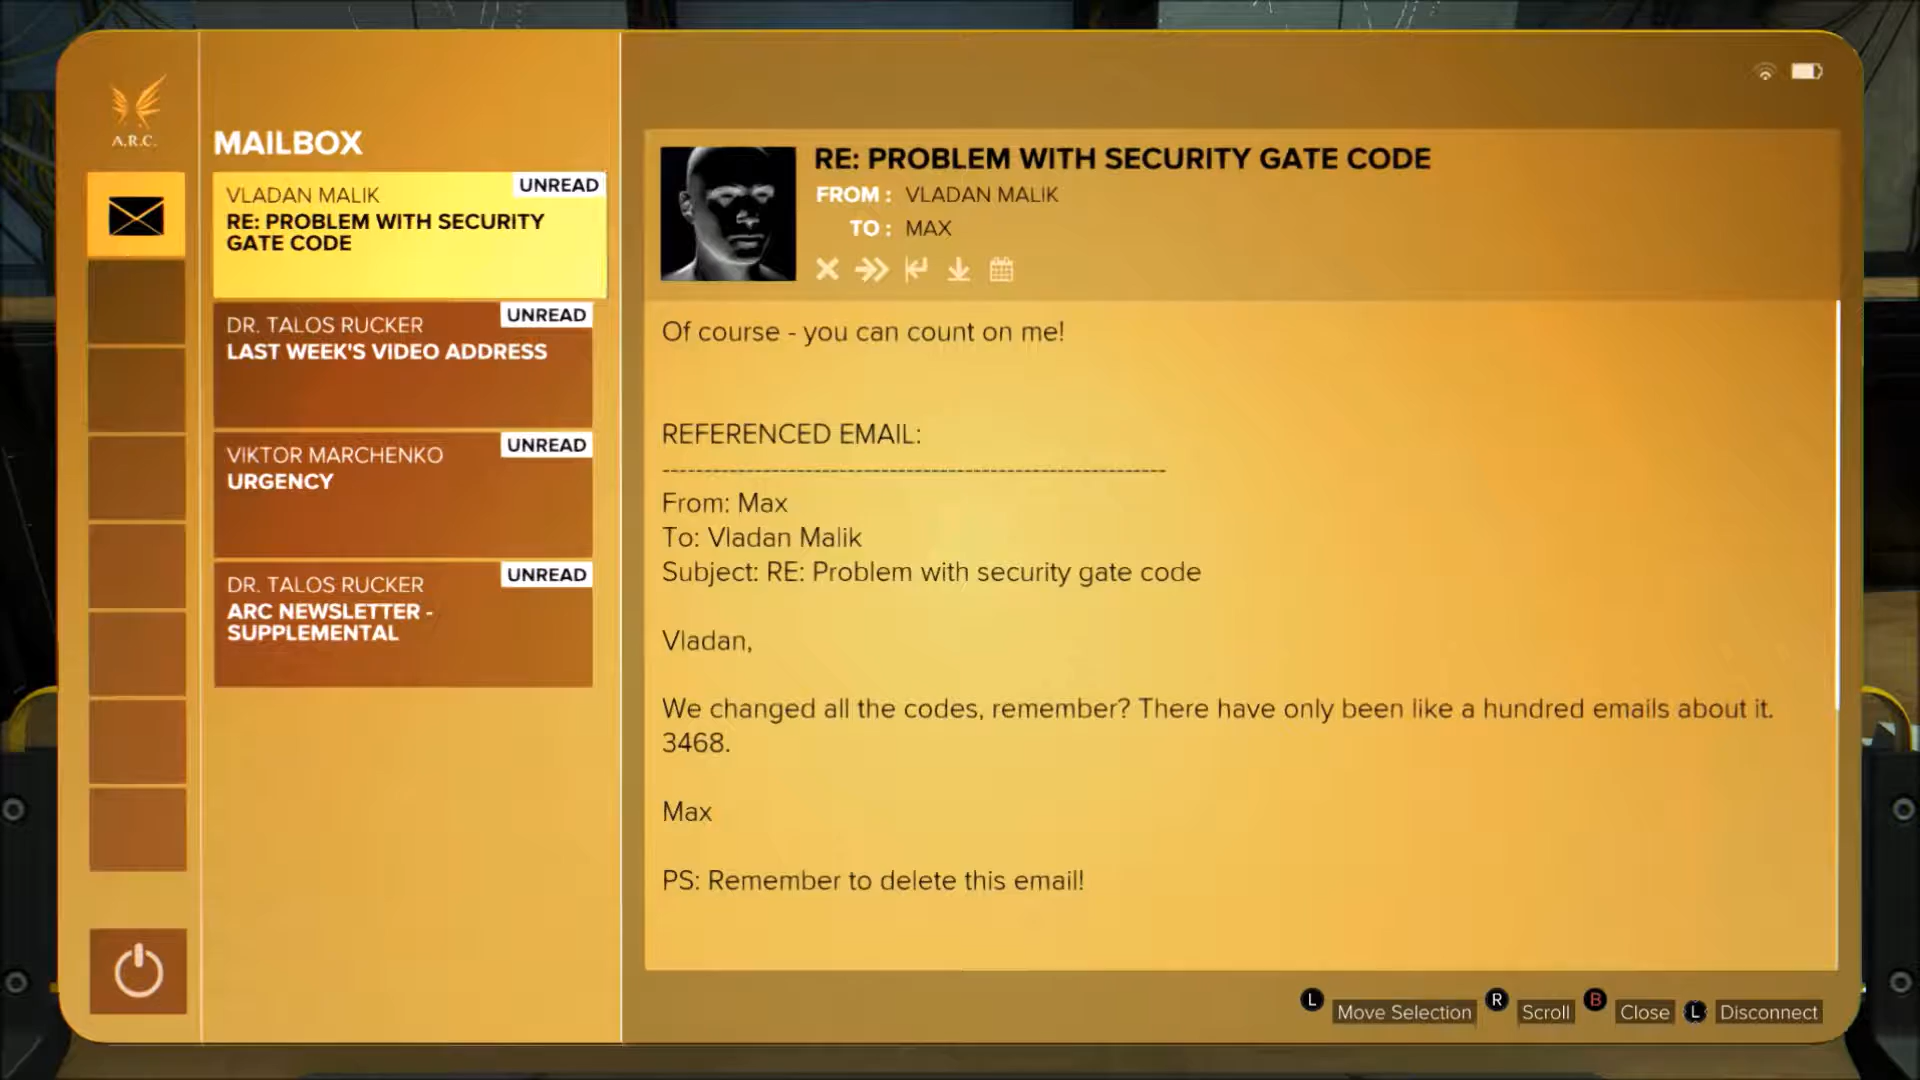 A.R.C.
MAILBOX
UNREAD
VLADAN MALIK
RE: PROBLEM WITH SECURITY
GATE CODE
UNREAD
DR. TALOS RUCKER
LAST WEEK'S VIDEO ADDRESS
UNREAD
VIKTOR MARCHENKO
URGENCY
UNREAD
DR. TALOS RUCKER
ARC NEWSLETTER -
SUPPLEMENTAL
RE: PROBLEM WITH SECURITY GATE CODE
FROM : VLADAN MALIK
TO : MAX
Of course - you can count on me!
REFERENCED EMAIL:
------------------------------------------------------------
From: Max
To: Vladan Malik
Subject: RE: Problem with security gate code
Vladan,
We changed all the codes, remember? There have only been like a hundred emails about it.
3468.
Max
PS: Remember to delete this email!
L Move Selection R Scroll B Close L Disconnect